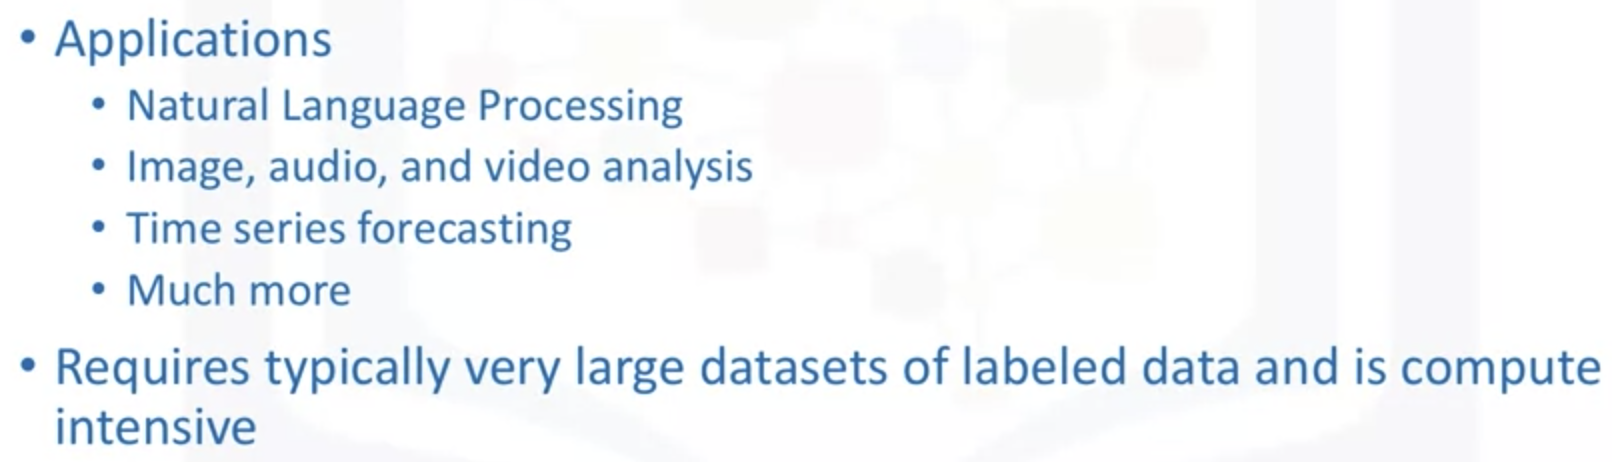 • Applications
• Natural Language Processing
• Image, audio, and video analysis
• Time series forecasting
• Much more
• Requires typically very large datasets of labeled data and is compute
intensive